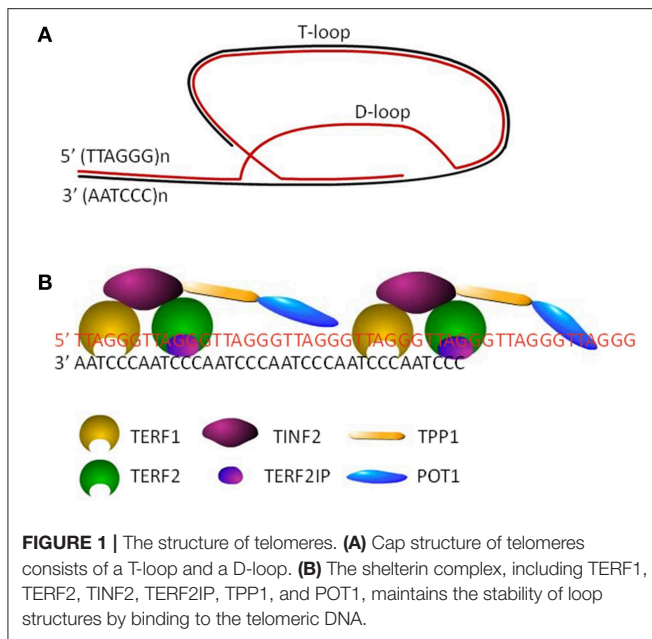 A
T-loop
D-loop
5' (TTAGGG)n
3' (AATCCC)n
B
5' TTAGGGTTAGGGTTAGGGTTAGGGTTAGGGTTAGGGTTAGGGTTAGGG
3' AATCCCAATCCCAATCCCAATCCCAATCCCAATCCC
TERF1 TINF2 TPP1
TERF2 TERF2IP POT1
FIGURE 1 | The structure of telomeres. (A) Cap structure of telomeres
consists of a T-loop and a D-loop. (B) The shelterin complex, including TERF1,
TERF2, TINF2, TERF2IP, TPP1, and POT1, maintains the stability of loop
structures by binding to the telomeric DNA.